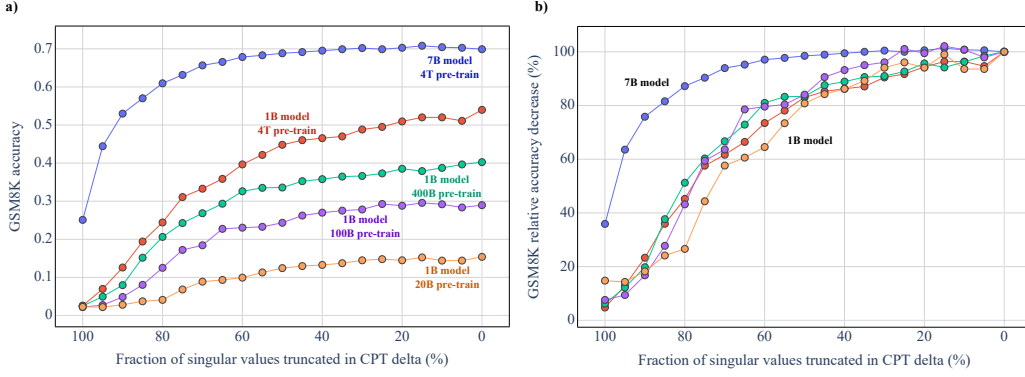 a)
GSM8K accuracy
0.7
0.6
0.5
0.4
0.3
0.2
0.1
0
7B model
4T pre-train
1B model
4T pre-train
1B model
400B pre-train
1B model
100B pre-train
1B model
20B pre-train
100
80
60
40
20
0
Fraction of singular values truncated in CPT delta (%)
b)
GSM8K relative accuracy decrease (%)
100
80
60
40
20
0
7B model
1B model
100
80
60
40
20
0
Fraction of singular values truncated in CPT delta (%)